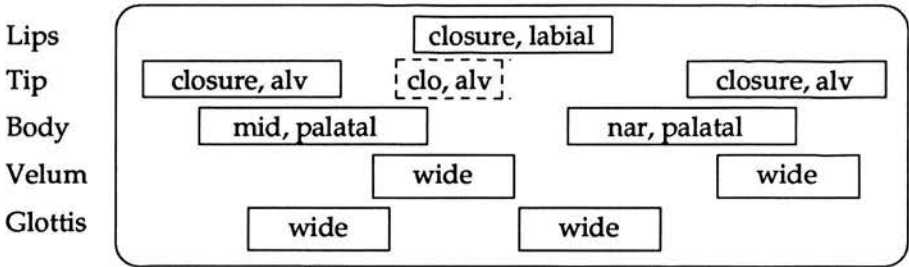 Lips closure, labial
Tip closure, alv clo, alv closure, alv
Body mid, palatal nar, palatal
Velum wide wide
Glottis wide wide